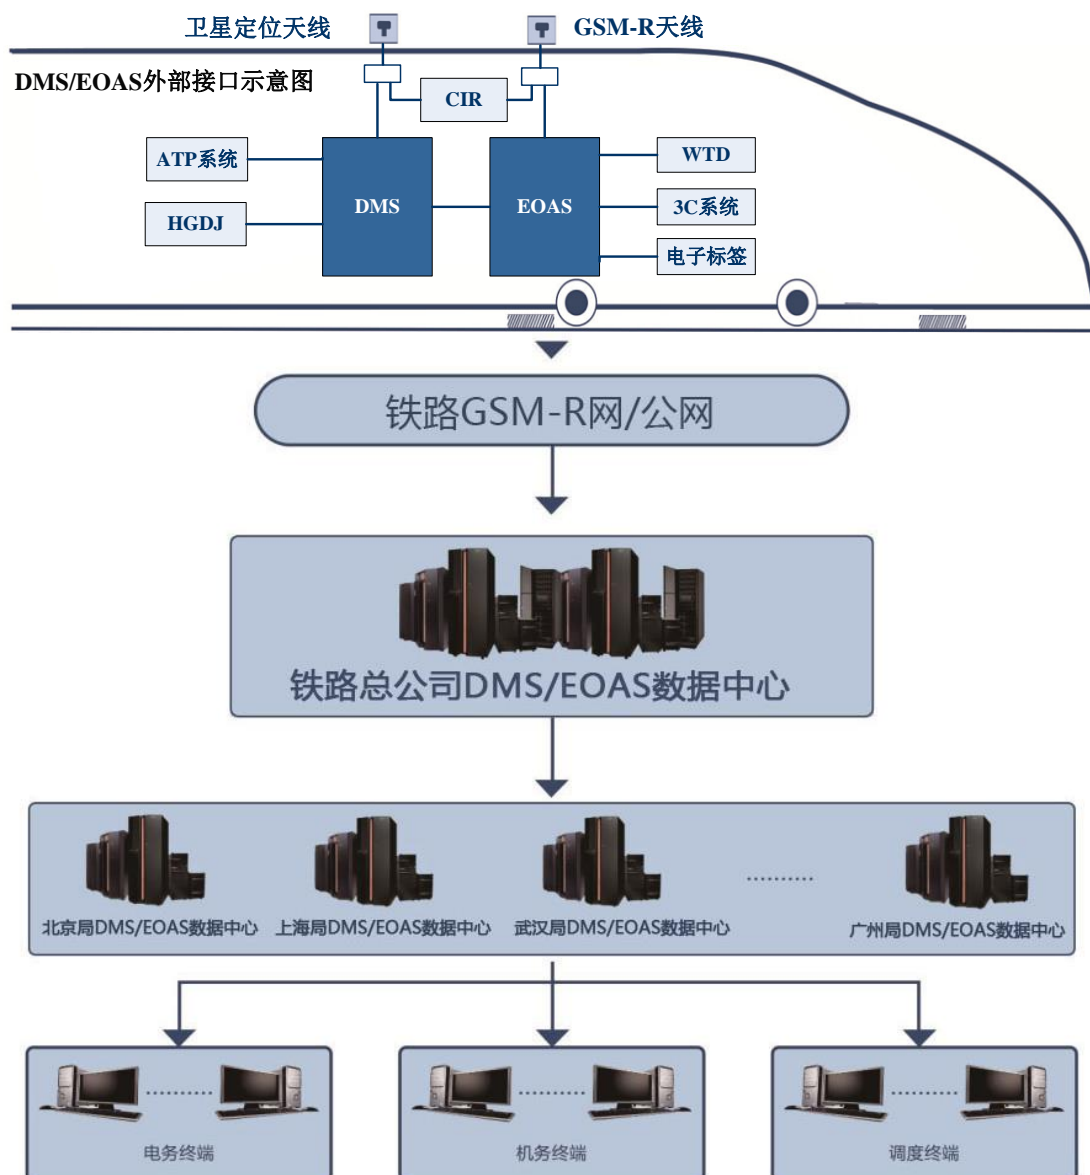 卫星定位天线
GSM-R天线
DMS/EOAS外部接口示意图
CIR
ATP系统
WTD
DMS
EOAS
3C系统
HGDJ
电子标签
铁路GSM-R网/公网
铁路总公司DMS/EOAS数据中心
............
北京局DMS/EOAS数据中心
上海局DMS/EOAS数据中心
武汉局DMS/EOAS数据中心
广州局DMS/EOAS数据中心
............
............
............
电务终端
机务终端
调度终端